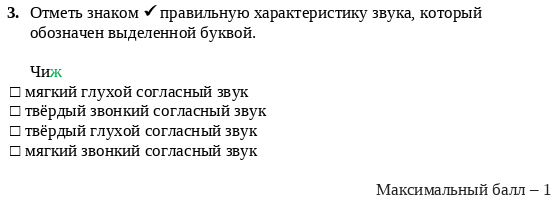 3. Отметь знаком ✓ правильную характеристику звука, который
обозначен выделенной буквой.
Чиж
□ мягкий глухой согласный звук
□ твёрдый звонкий согласный звук
□ твёрдый глухой согласный звук
□ мягкий звонкий согласный звук
Максимальный балл – 1